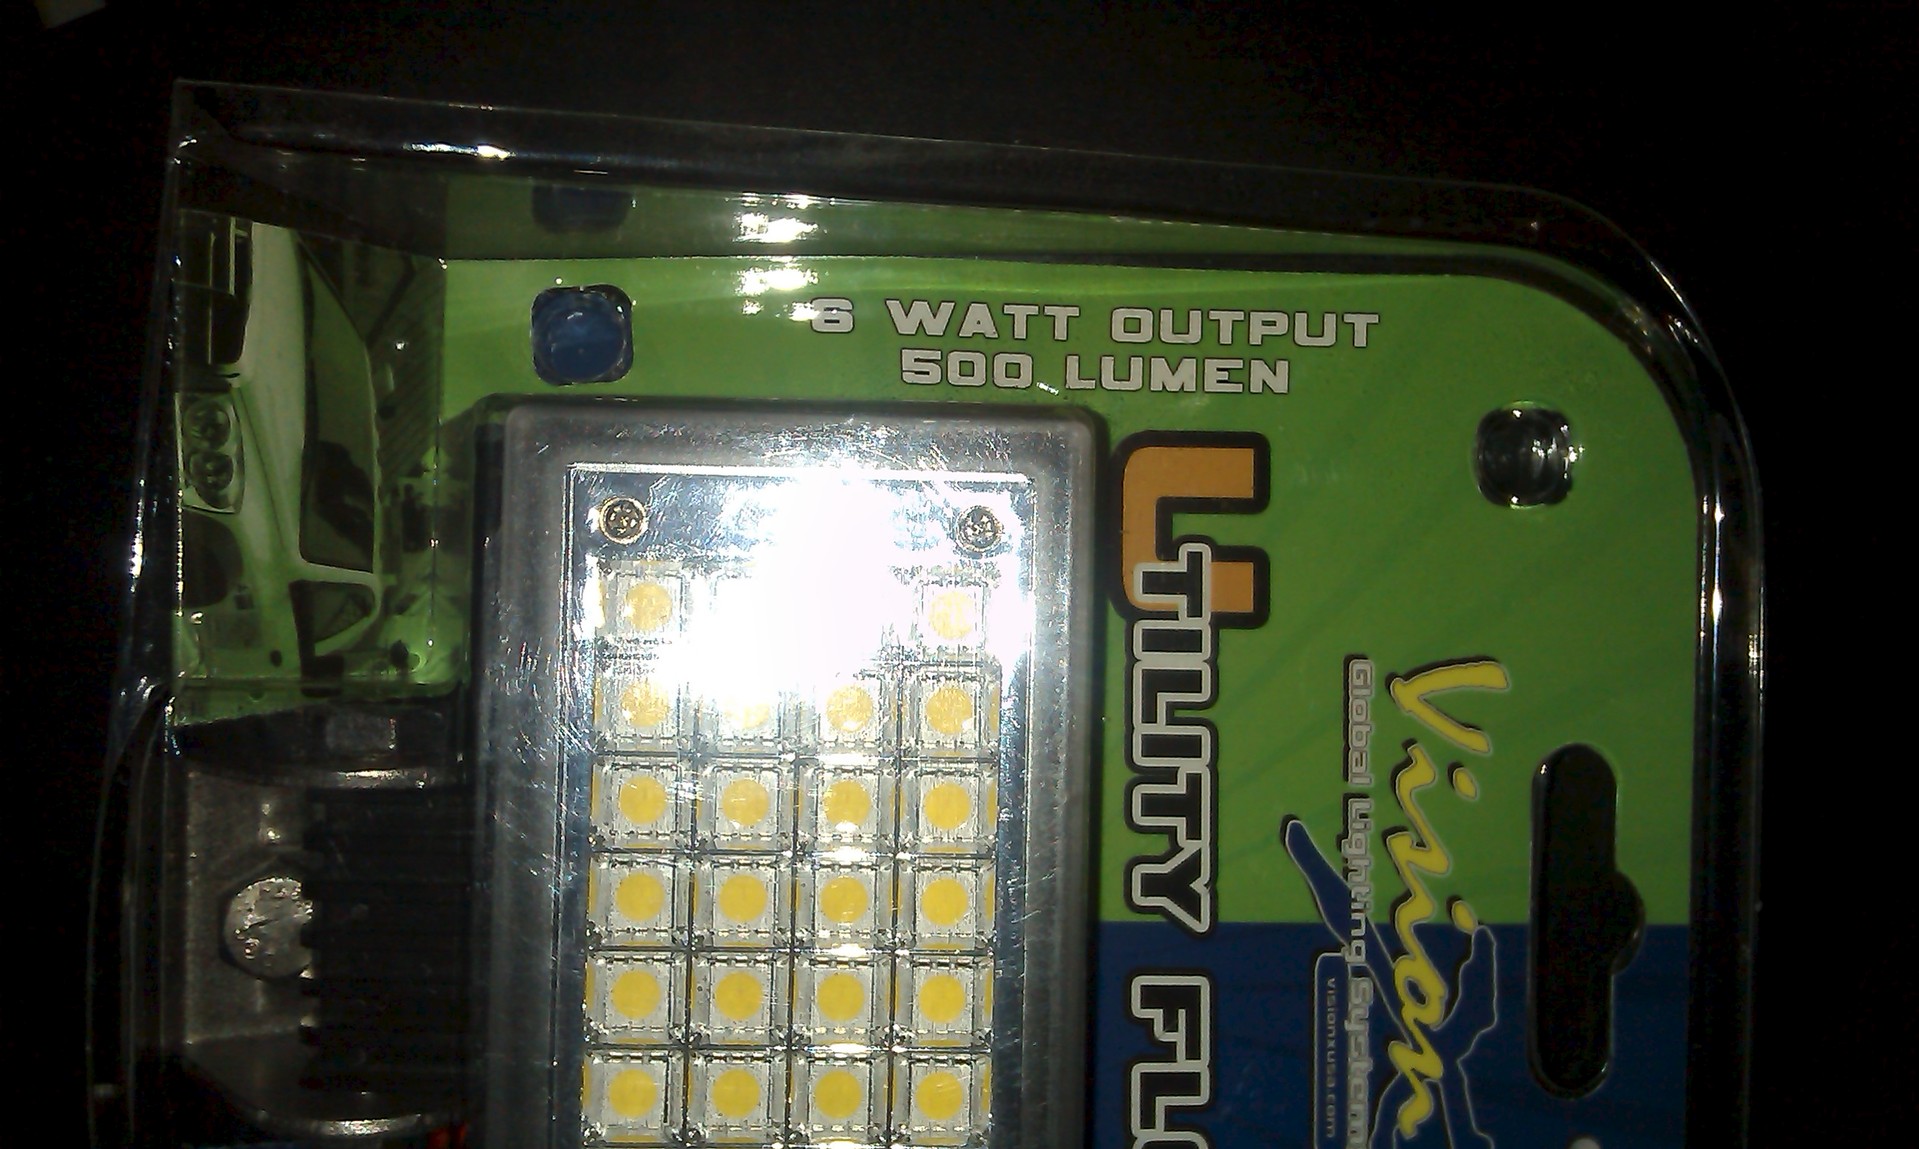 6 WATT OUTPUT
500 LUMEN
UTILITY
Vision
Global Lighting Systems
visionxusa.com